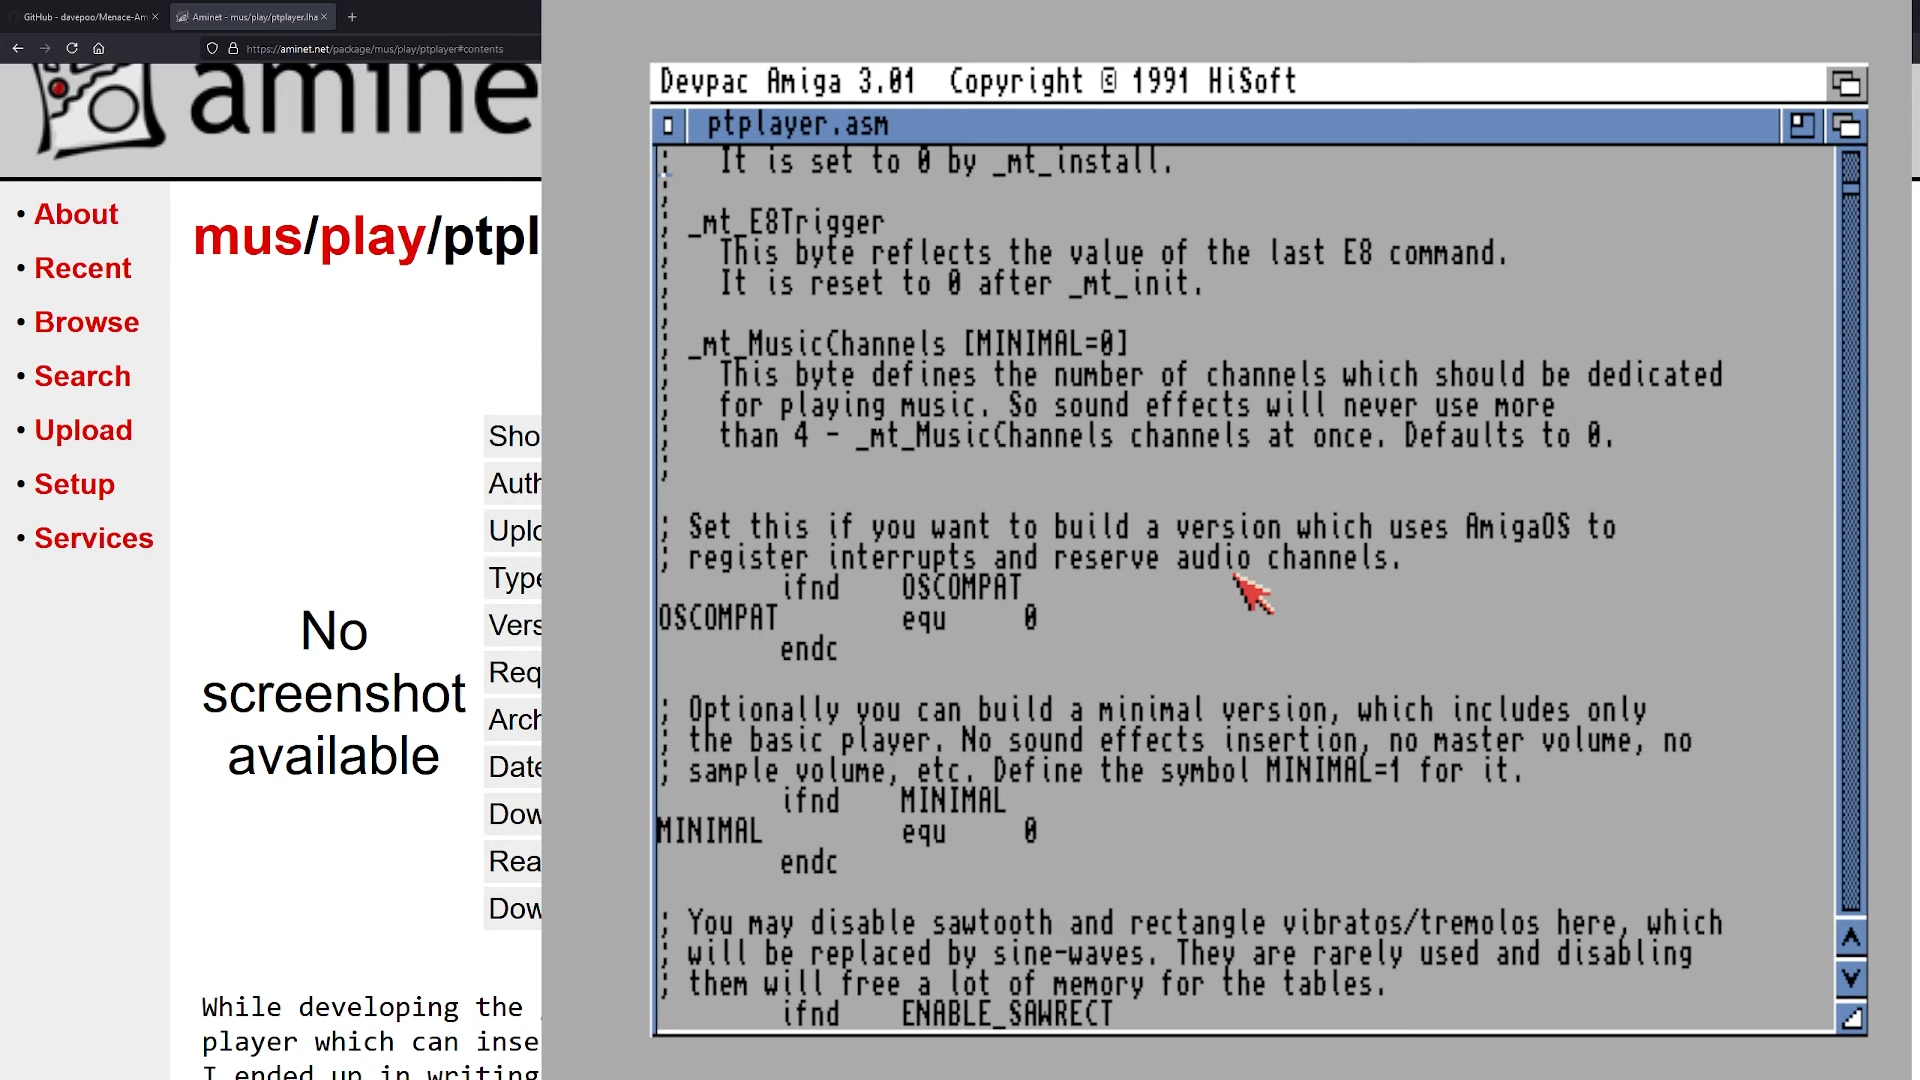 GitHub - davepoo/Menace-Am
Aminet - mus/play/ptplayer.lha
https://aminet.net/package/mus/play/ptplayer#contents
aminet
• About
• Recent
• Browse
• Search
• Upload
• Setup
• Services
mus/play/ptpl
No
screenshot
available
Sho
Auth
Uplo
Type
Vers
Req
Arch
Date
Dow
Rea
Dow
While developing the
player which can inse
I ended up in writing
Devpac Amiga 3.01 Copyright © 1991 HiSoft
ptplayer.asm
; It is set to 0 by _mt_install.
;
; _mt_E8Trigger
; This byte reflects the value of the last E8 command.
; It is reset to 0 after _mt_init.
;
; _mt_MusicChannels [MINIMAL=0]
; This byte defines the number of channels which should be dedicated
; for playing music. So sound effects will never use more
; than 4 - _mt_MusicChannels channels at once. Defaults to 0.
;
; Set this if you want to build a version which uses AmigaOS to
; register interrupts and reserve audio channels.
ifnd OSCOMPAT
OSCOMPAT equ 0
endc
; Optionally you can build a minimal version, which includes only
; the basic player. No sound effects insertion, no master volume, no
; sample volume, etc. Define the symbol MINIMAL=1 for it.
ifnd MINIMAL
MINIMAL equ 0
endc
; You may disable sawtooth and rectangle vibratos/tremolos here, which
; will be replaced by sine-waves. They are rarely used and disabling
; them will free a lot of memory for the tables.
ifnd ENABLE_SAWRECT